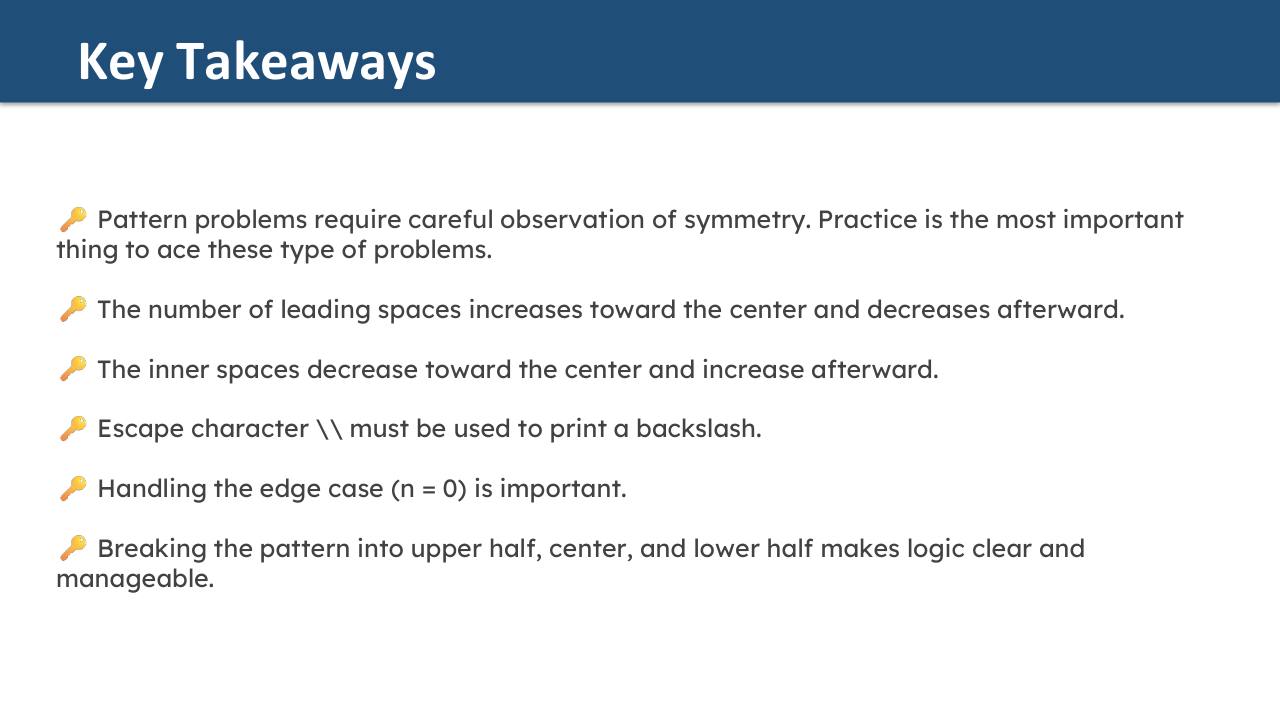 Key Takeaways
🔑 Pattern problems require careful observation of symmetry. Practice is the most important
thing to ace these type of problems.
🔑 The number of leading spaces increases toward the center and decreases afterward.
🔑 The inner spaces decrease toward the center and increase afterward.
🔑 Escape character \\ must be used to print a backslash.
🔑 Handling the edge case (n = 0) is important.
🔑 Breaking the pattern into upper half, center, and lower half makes logic clear and
manageable.